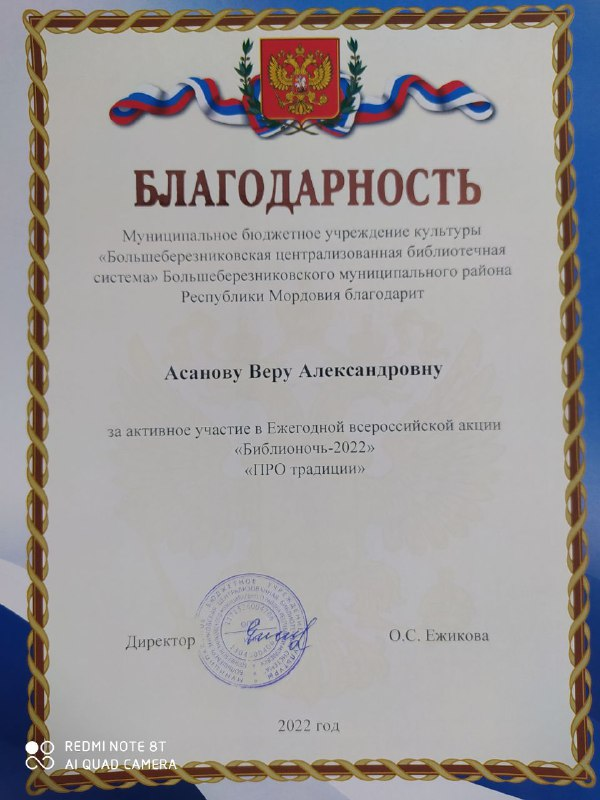 БЛАГОДАРНОСТЬ
Муниципальное бюджетное учреждение культуры
«Большеберезниковская централизованная библиотечная
система» Большеберезниковского муниципального района
Республики Мордовия благодарит
Асанову Веру Александровну
за активное участие в Ежегодной всероссийской акции
«Библионочь-2022»
«ПРО традиции»
Директор
О.С. Ежикова
2022 год
REDMI NOTE 8T
AI QUAD CAMERA